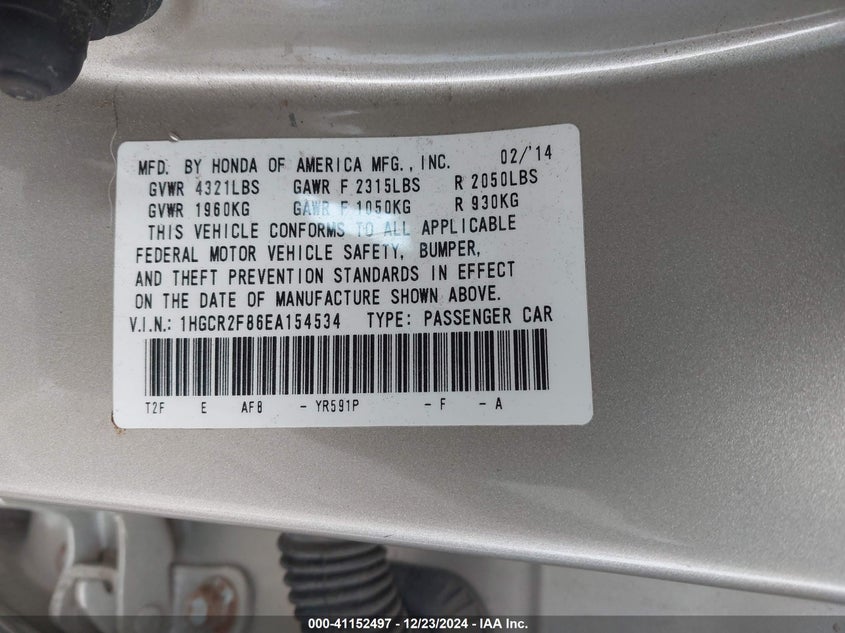 MFD. BY HONDA OF AMERICA MFG., INC. 02/'14
GVWR 4321LBS GAWR F 2315LBS R 2050LBS
GVWR 1960KG GAWR F 1050KG R 930KG
THIS VEHICLE CONFORMS TO ALL APPLICABLE
FEDERAL MOTOR VEHICLE SAFETY, BUMPER,
AND THEFT PREVENTION STANDARDS IN EFFECT
ON THE DATE OF MANUFACTURE SHOWN ABOVE.
V.I.N.: 1HGCR2F86EA154534 TYPE: PASSENGER CAR
T2F E AF8 - YR591P - F - A
000-41152497 - 12/23/2024 - IAA Inc.